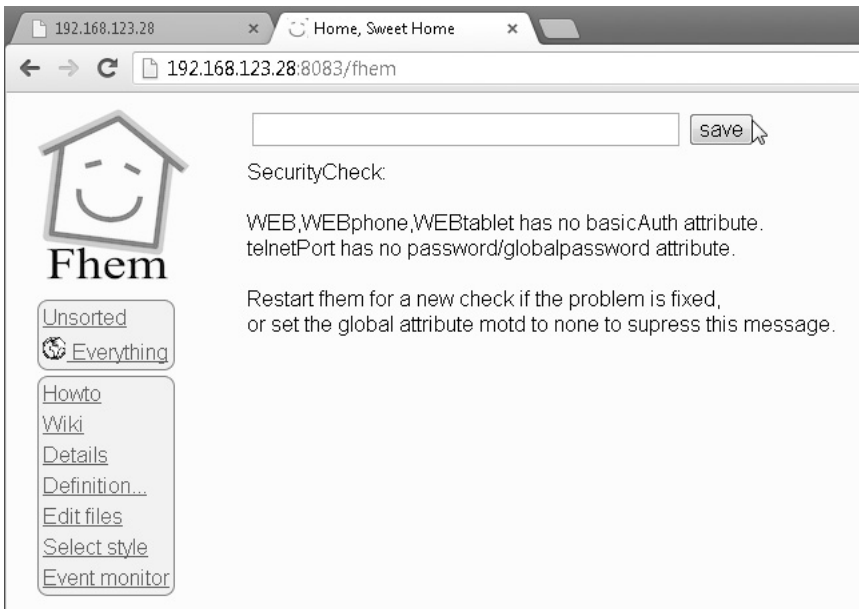 192.168.123.28
Home, Sweet Home
192.168.123.28:8083/fhem
Fhem
save
SecurityCheck:
WEB,WEBphone,WEBtablet has no basicAuth attribute.
telnetPort has no password/globalpassword attribute.
Restart fhem for a new check if the problem is fixed,
or set the global attribute motd to none to supress this message.
Unsorted
Everything
Howto
Wiki
Details
Definition...
Edit files
Select style
Event monitor